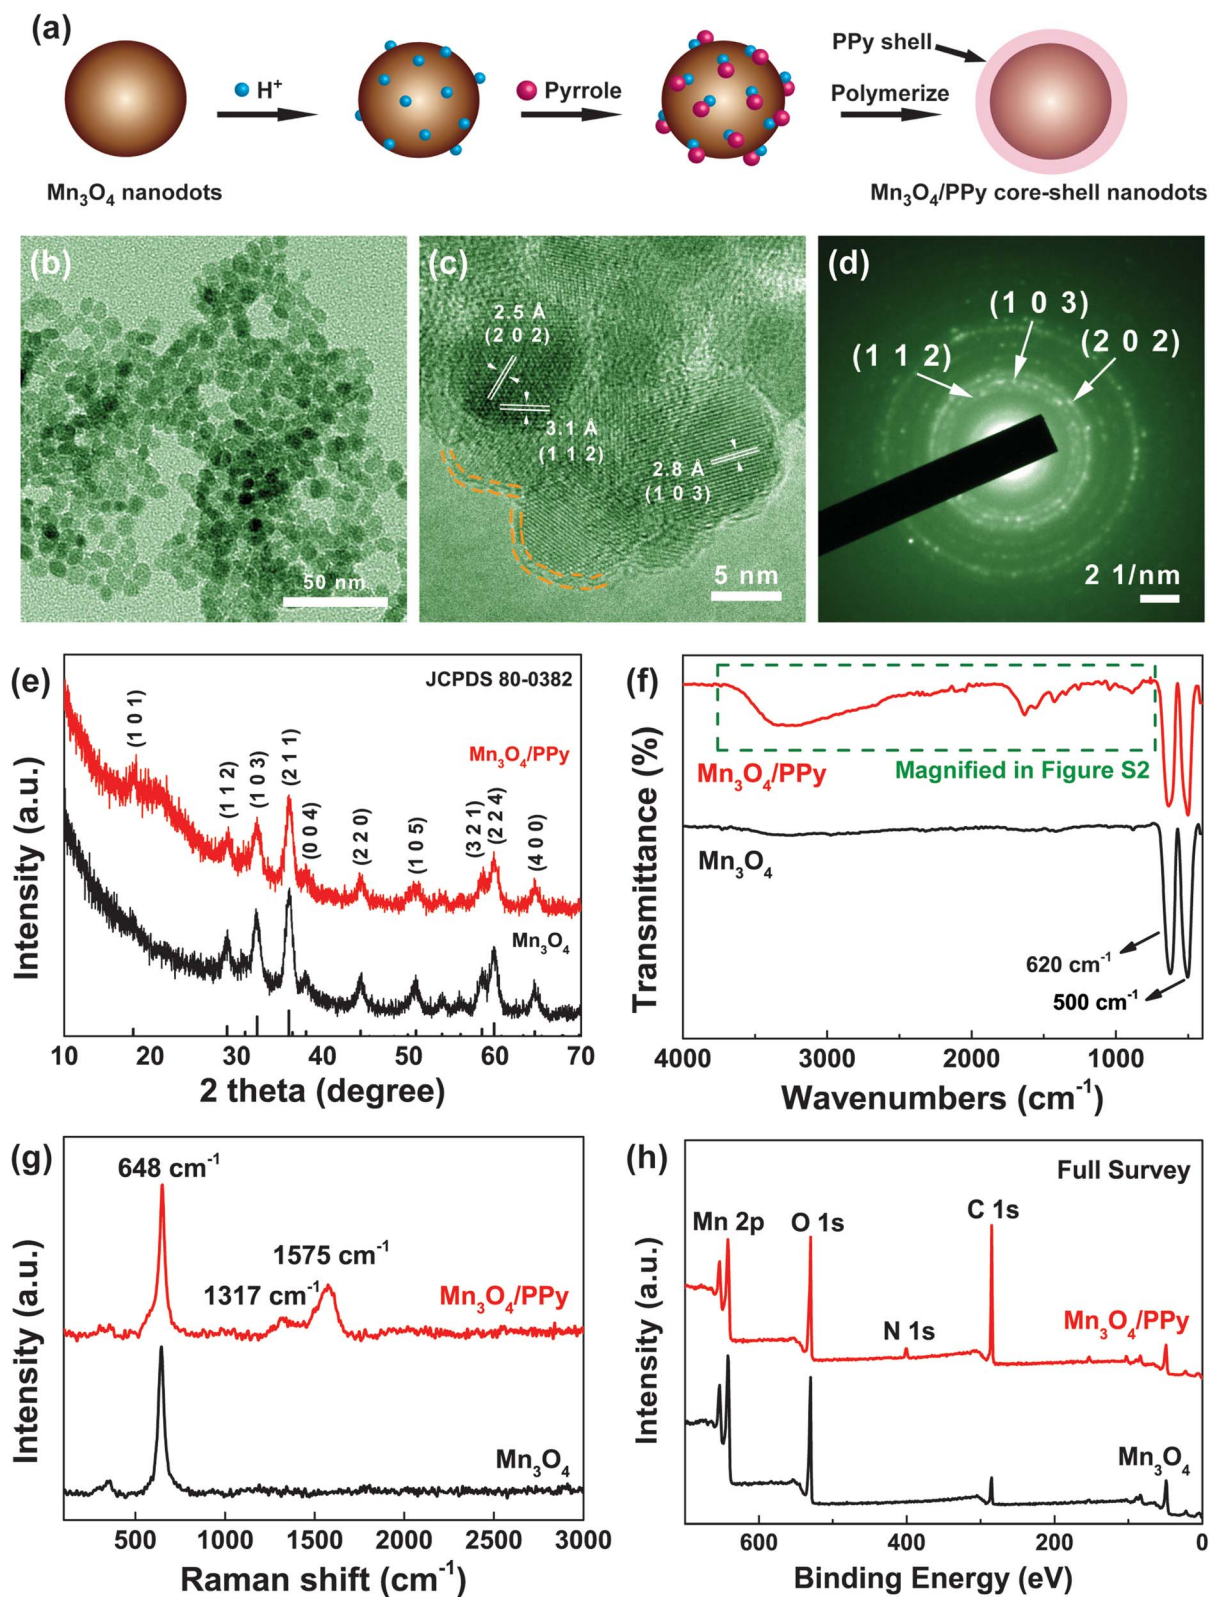 (a)
H⁺
Pyrrole
PPy shell
Polymerize
Mn₃O₄ nanodots
Mn₃O₄/PPy core-shell nanodots
(b)
50 nm
(c)
2.5 Å
(2 0 2)
3.1 Å
(1 1 2)
2.8 Å
(1 0 3)
5 nm
(d)
(1 0 3)
(1 1 2)
(2 0 2)
2 1/nm
(e)
JCPDS 80-0382
(1 0 1)
(1 1 2)
(1 0 3)
(2 1 1)
(0 0 4)
(2 2 0)
(1 0 5)
(3 2 1)
(2 2 4)
(4 0 0)
Mn₃O₄/PPy
Mn₃O₄
Intensity (a.u.)
10 20 30 40 50 60 70
2 theta (degree)
(f)
Mn₃O₄/PPy
Magnified in Figure S2
Mn₃O₄
620 cm⁻¹
500 cm⁻¹
Transmittance (%)
4000 3000 2000 1000
Wavenumbers (cm⁻¹)
(g)
648 cm⁻¹
1575 cm⁻¹
1317 cm⁻¹
Mn₃O₄/PPy
Mn₃O₄
Intensity (a.u.)
500 1000 1500 2000 2500 3000
Raman shift (cm⁻¹)
(h)
Full Survey
Mn 2p
O 1s
C 1s
N 1s
Mn₃O₄/PPy
Mn₃O₄
Intensity (a.u.)
600 400 200 0
Binding Energy (eV)